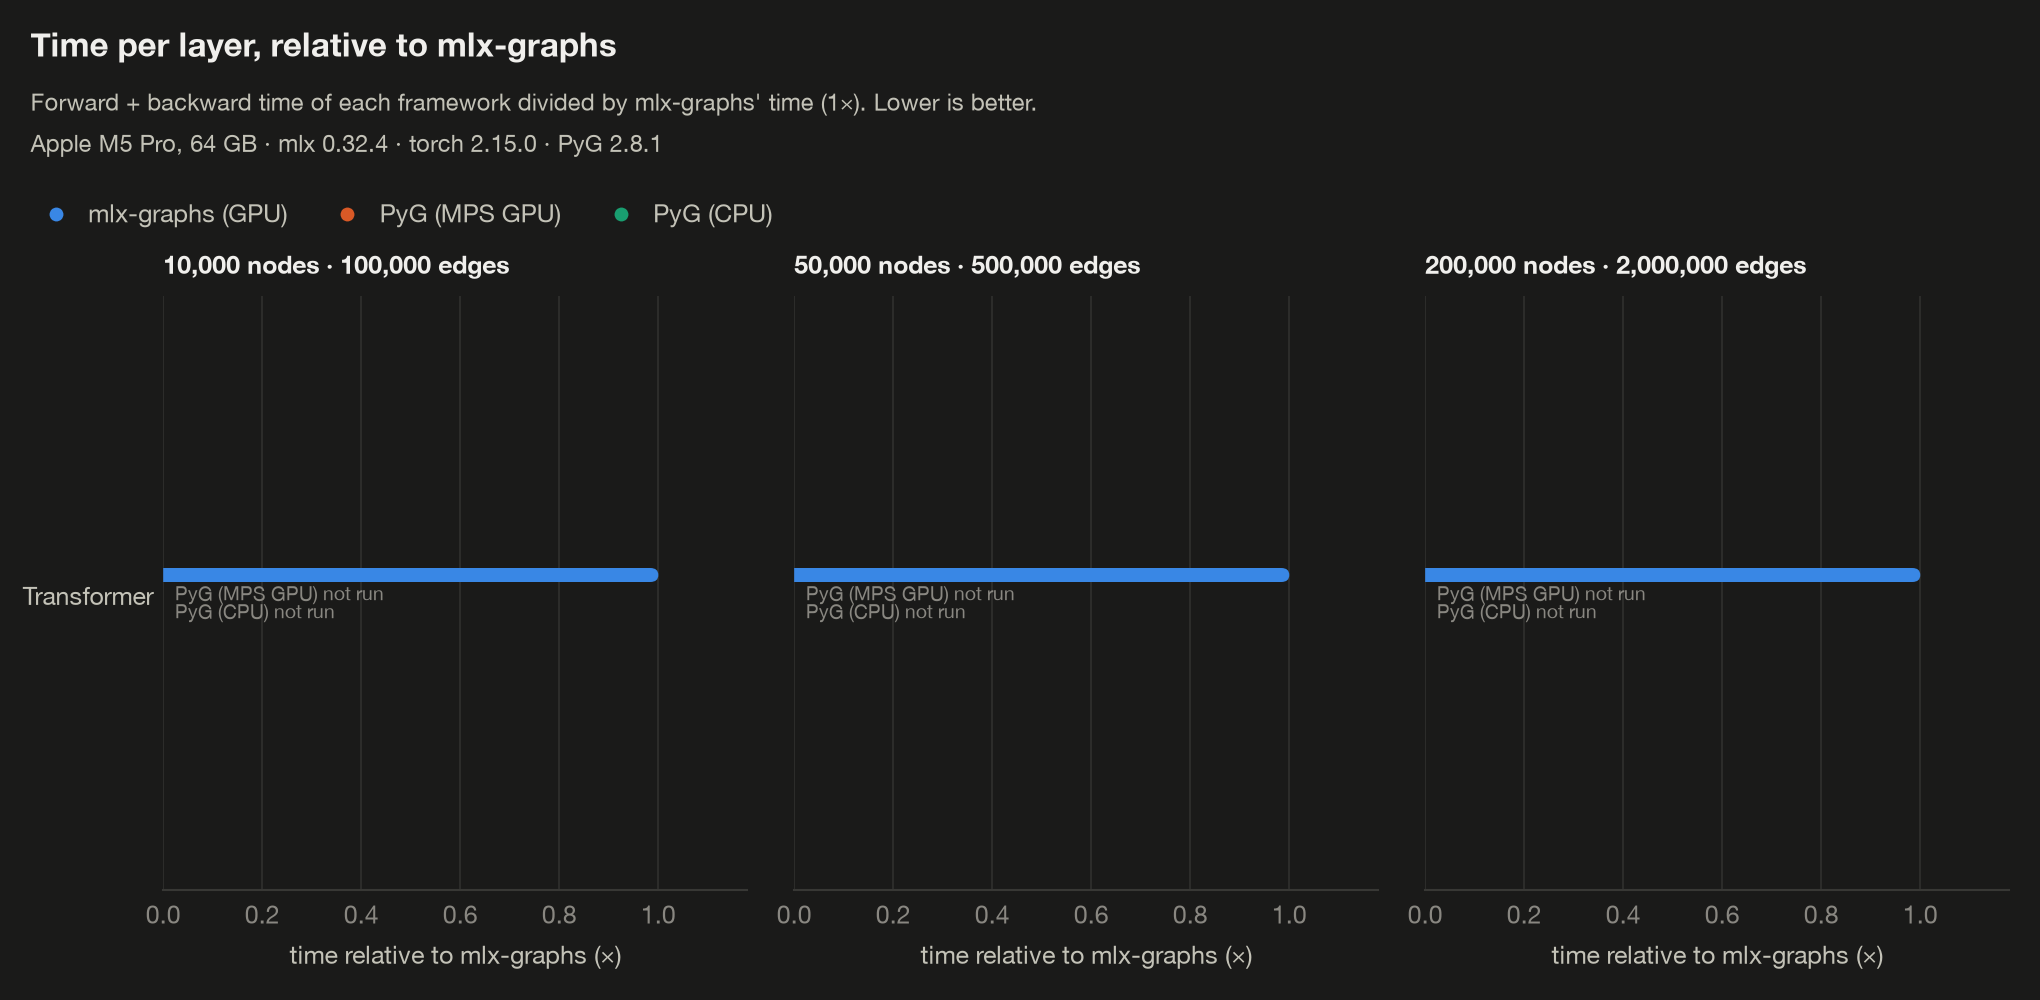 Time per layer, relative to mlx-graphs
Forward + backward time of each framework divided by mlx-graphs' time (1×). Lower is better.
Apple M5 Pro, 64 GB · mlx 0.32.4 · torch 2.15.0 · PyG 2.8.1
mlx-graphs (GPU) PyG (MPS GPU) PyG (CPU)
10,000 nodes · 100,000 edges
50,000 nodes · 500,000 edges
200,000 nodes · 2,000,000 edges
Transformer
PyG (MPS GPU) not run
PyG (CPU) not run
PyG (MPS GPU) not run
PyG (CPU) not run
PyG (MPS GPU) not run
PyG (CPU) not run
0.0 0.2 0.4 0.6 0.8 1.0
0.0 0.2 0.4 0.6 0.8 1.0
0.0 0.2 0.4 0.6 0.8 1.0
time relative to mlx-graphs (×)
time relative to mlx-graphs (×)
time relative to mlx-graphs (×)